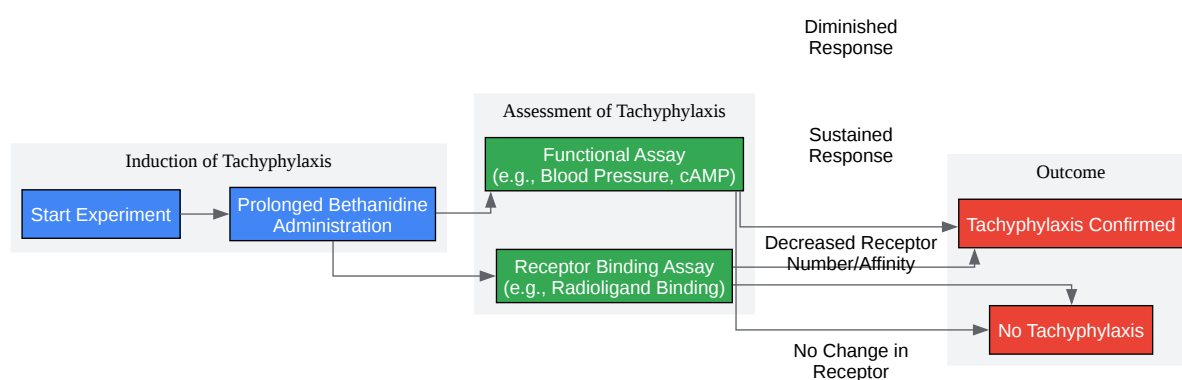 Diminished
Response
Assessment of Tachyphylaxis
Sustained
Response
Induction of Tachyphylaxis
Functional Assay
(e.g., Blood Pressure, cAMP)
Outcome
Start Experiment
Prolonged Bethanidine
Administration
Tachyphylaxis Confirmed
Decreased Receptor
Number/Affinity
Receptor Binding Assay
(e.g., Radioligand Binding)
No Tachyphylaxis
No Change in
Receptor